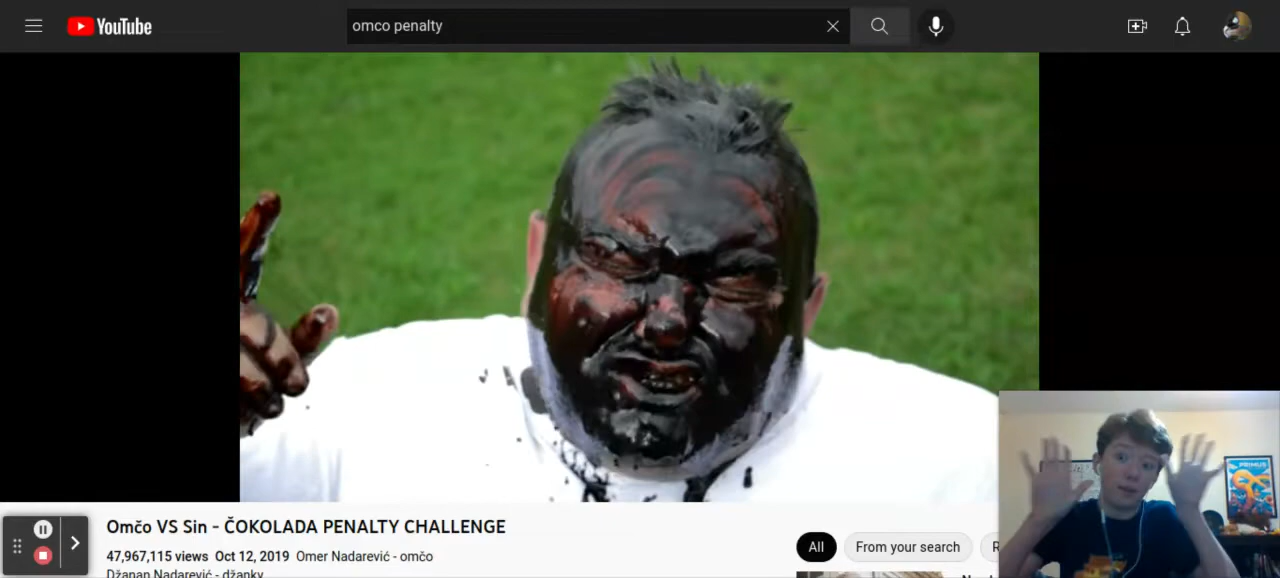 YouTube
omco penalty
Omčo VS Sin - ČOKOLADA PENALTY CHALLENGE
47,967,115 views Oct 12, 2019 Omer Nadarević - omčo
Džanan Nadarević - džanky
All
From your search
R
PRIMUS